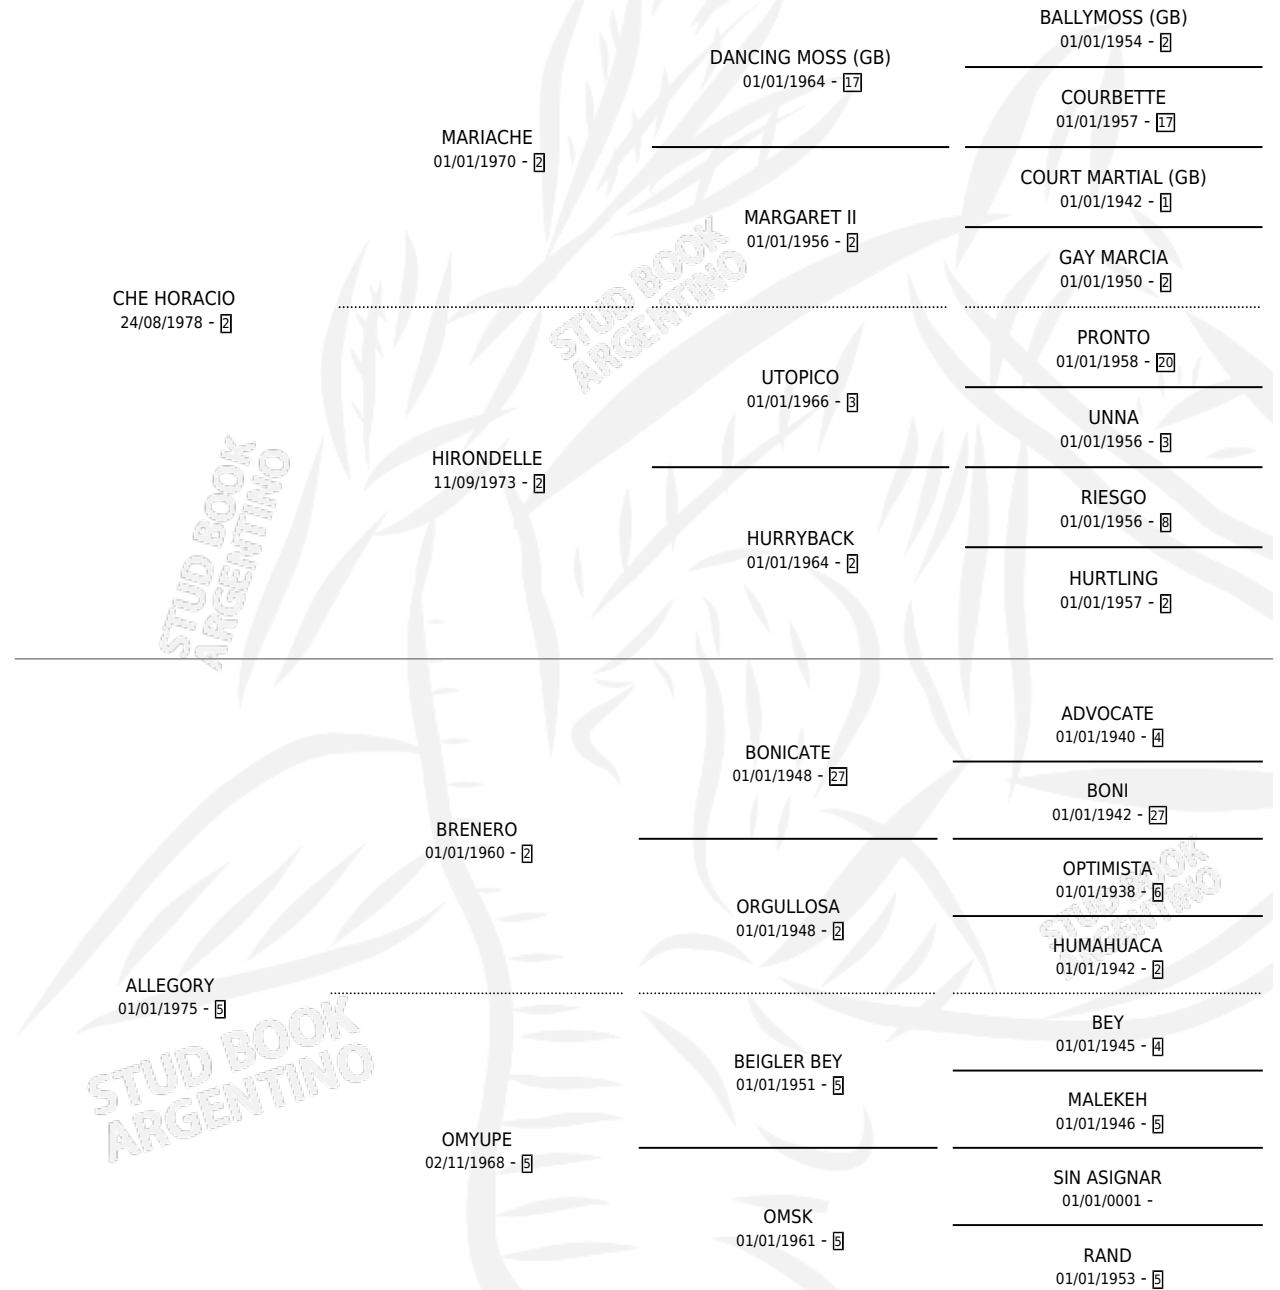 BALLYMOSS (GB)
01/01/1954 - 2
DANCING MOSS (GB)
01/01/1964 - 17
COURBETTE
01/01/1957 - 17
MARIACHE
01/01/1970 - 2
COURT MARTIAL (GB)
01/01/1942 - 1
MARGARET II
01/01/1956 - 2
GAY MARCIA
01/01/1950 - 2
CHE HORACIO
24/08/1978 - 2
STUD BOOK
ARGENTINO
PRONTO
01/01/1958 - 20
UTOPICO
01/01/1966 - 3
UNNA
01/01/1956 - 3
HIRONDELLE
11/09/1973 - 2
RIESGO
01/01/1956 - 8
HURRYBACK
01/01/1964 - 2
HURTLING
01/01/1957 - 2
STUD BOOK
ARGENTINO
ADVOCATE
01/01/1940 - 4
BONICATE
01/01/1948 - 27
BONI
01/01/1942 - 27
BRENERO
01/01/1960 - 2
OPTIMISTA
01/01/1938 - 6
ORGULLOSA
01/01/1948 - 2
STUD BOOK
ARGENTINO
HUMAHUACA
01/01/1942 - 2
ALLEGORY
01/01/1975 - 5
STUD BOOK
ARGENTINO
BEY
01/01/1945 - 4
BEIGLER BEY
01/01/1951 - 5
MALEKEH
01/01/1946 - 5
OMYUPE
02/11/1968 - 5
SIN ASIGNAR
01/01/0001 -
OMSK
01/01/1961 - 5
RAND
01/01/1953 - 5